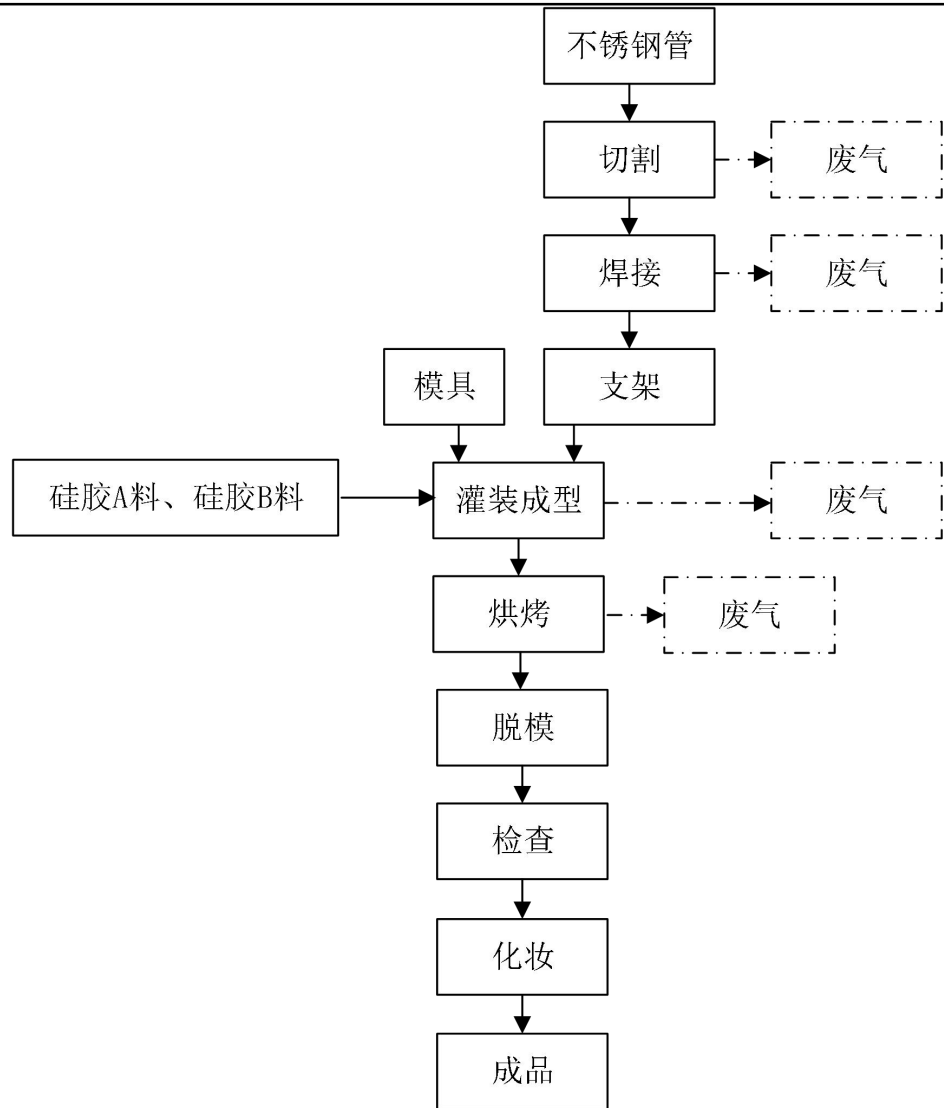 不锈钢管
切割
废气
焊接
废气
模具
支架
硅胶A料、硅胶B料
灌装成型
废气
烘烤
废气
脱模
检查
化妆
成品